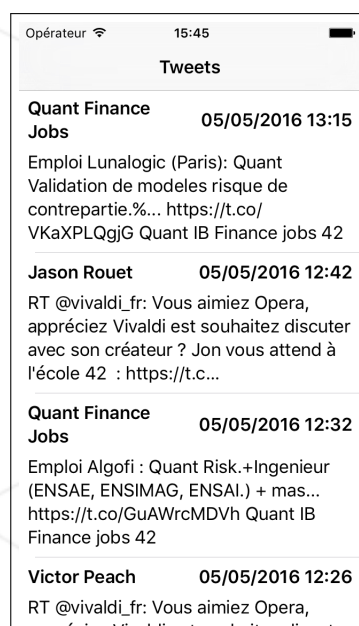 Opérateur 15:45
Tweets
Quant Finance
Jobs
05/05/2016 13:15
Emploi Lunalogic (Paris): Quant
Validation de modeles risque de
contrepartie.%... https://t.co/
VKaXPLQgjG Quant IB Finance jobs 42
Jason Rouet 05/05/2016 12:42
RT @vivaldi_fr: Vous aimiez Opera,
appréciez Vivaldi est souhaitez discuter
avec son créateur ? Jon vous attend à
l'école 42  : https://t.c...
Quant Finance
Jobs
05/05/2016 12:32
Emploi Algofi : Quant Risk.+Ingenieur
(ENSAE, ENSIMAG, ENSAI.) + mas...
https://t.co/GuAWrcMDVh Quant IB
Finance jobs 42
Victor Peach 05/05/2016 12:26
RT @vivaldi_fr: Vous aimiez Opera,